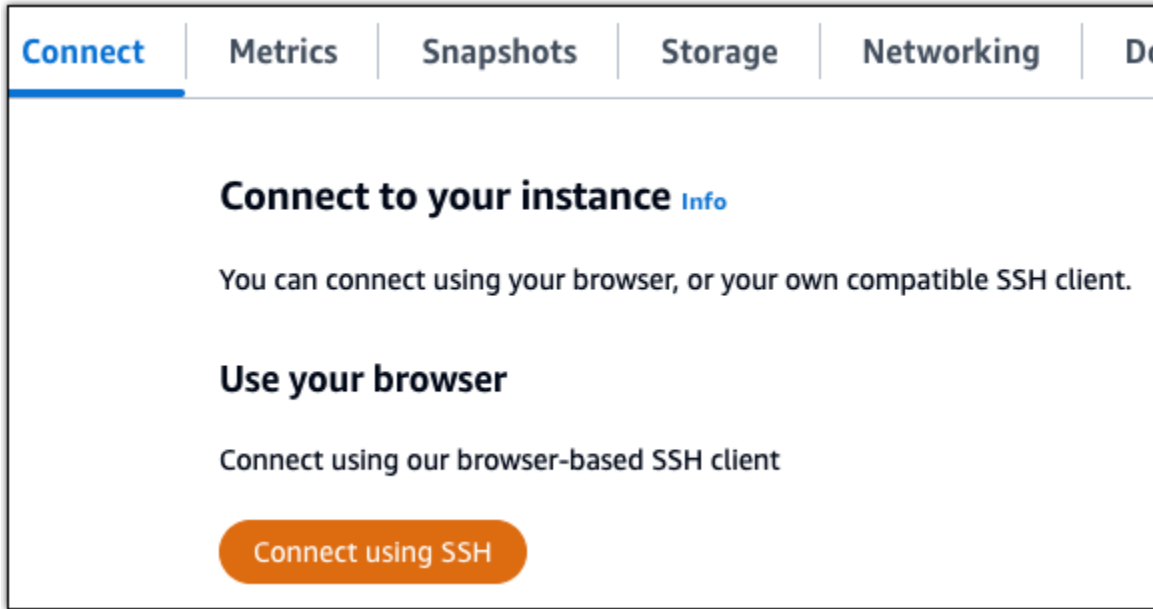 Connect Metrics Snapshots Storage Networking
Connect to your instance Info
You can connect using your browser, or your own compatible SSH client.
Use your browser
Connect using our browser-based SSH client
Connect using SSH